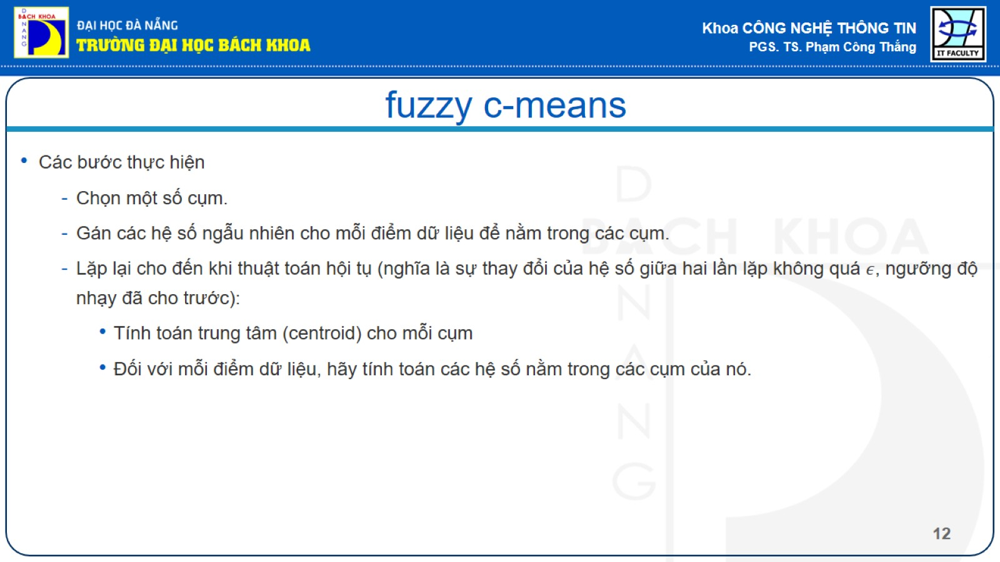 D
BACH KHOA
N
A
N
G
ĐẠI HỌC ĐÀ NẴNG
TRƯỜNG ĐẠI HỌC BÁCH KHOA
Khoa CÔNG NGHỆ THÔNG TIN
PGS. TS. Phạm Công Thắng
IT FACULTY
fuzzy c-means
• Các bước thực hiện
- Chọn một số cụm.
- Gán các hệ số ngẫu nhiên cho mỗi điểm dữ liệu để nằm trong các cụm.
- Lặp lại cho đến khi thuật toán hội tụ (nghĩa là sự thay đổi của hệ số giữa hai lần lặp không quá ϵ, ngưỡng độ
nhạy đã cho trước):
• Tính toán trung tâm (centroid) cho mỗi cụm
• Đối với mỗi điểm dữ liệu, hãy tính toán các hệ số nằm trong các cụm của nó.
D
BACH KHOA
N
A
N
G
12